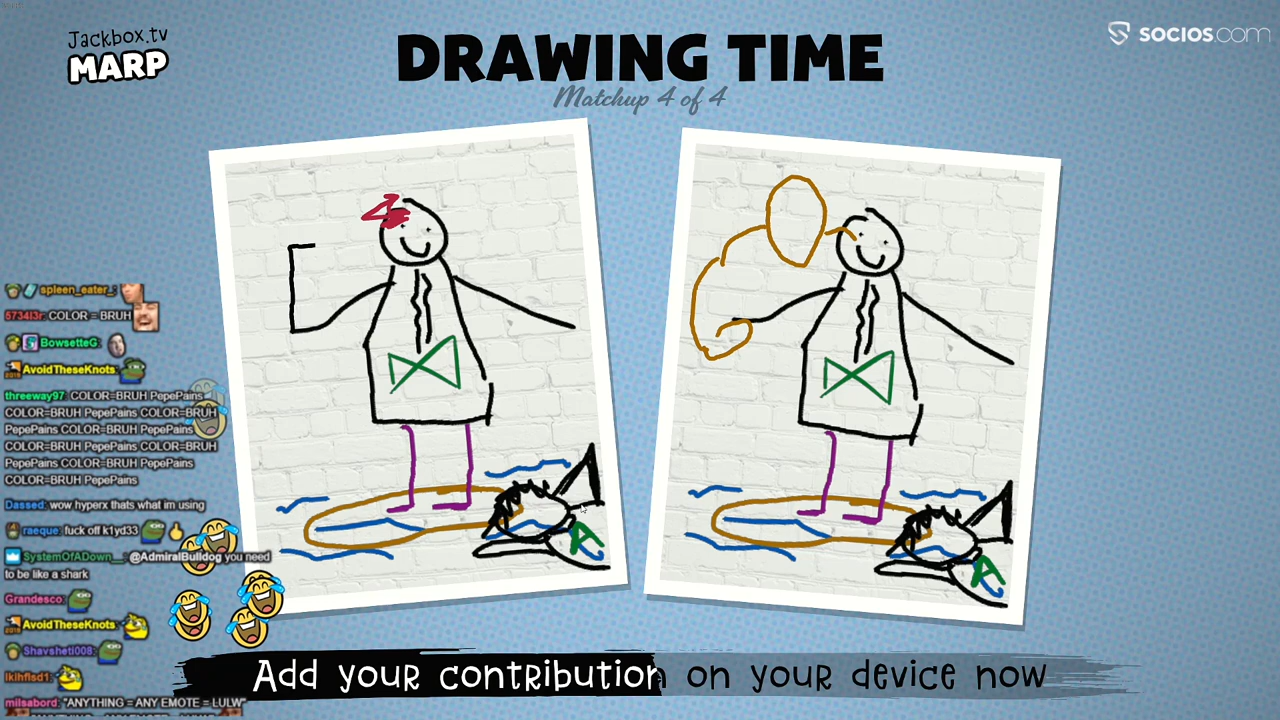 Jackbox.tv
MARP
DRAWING TIME
Matchup 4 of 4
socios.com
spleen_eater_:
5734l3r: COLOR = BRUH
BowsetteG:
AvoidTheseKnots:
threeway97: COLOR=BRUH PepePains
COLOR=BRUH PepePains COLOR=BRUH
PepePains COLOR=BRUH PepePains
COLOR=BRUH PepePains COLOR=BRUH
PepePains COLOR=BRUH PepePains
COLOR=BRUH PepePains
Dassed: wow hyperx thats what im using
raeque: fuck off k1yd33
SystemOfADown__: @AdmiralBulldog you need
to be like a shark
Grandesco:
AvoidTheseKnots:
Shavsheti008:
milsabord: "ANYTHING = ANY EMOTE = LULW"
Add your contribution on your device now